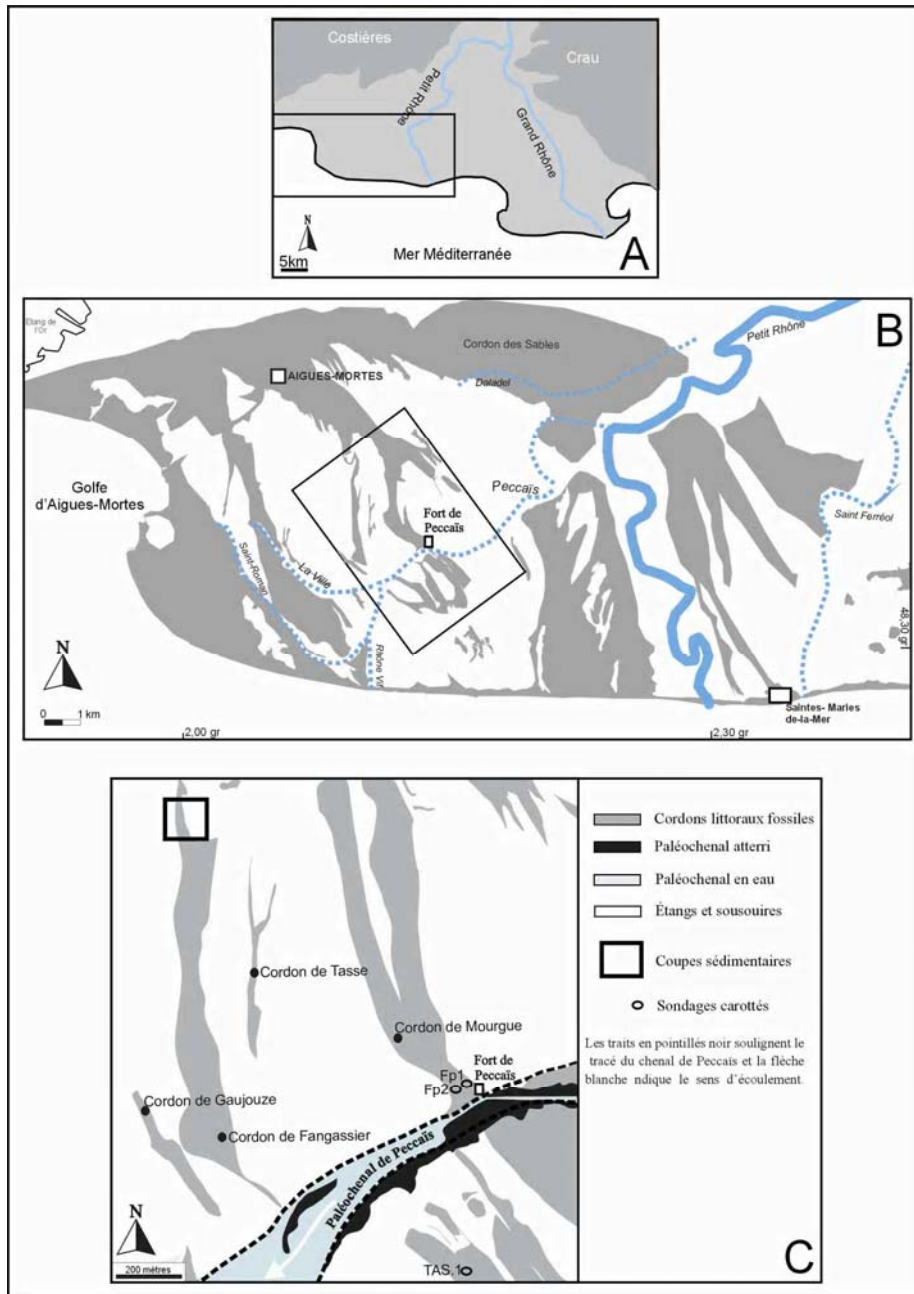 Costières
Crau
Petit Rhône
Grand Rhône
N
5km
Mer Méditerranée
A
Etang de
l'Or
B
Cordon des Sables
Petit Rhône
AIGUES-MORTES
Daladel
Golfe
d'Aigues-Mortes
Peccaïs
Fort de
Peccaïs
Saint Ferréol
La Ville
Saint-Roman
Rhône Vif
48,30 gr
N
0 1 km
Saintes- Maries
de-la-Mer
2,00 gr
2,30 gr
Cordon de Tasse
Cordon de Mourgue
Fort de
Peccaïs
Fp1
Fp2
Cordon de Gaujouze
Cordon de Fangassier
Paléochenal de Peccaïs
N
200 mètres
TAS.1
Cordons littoraux fossiles
Paléochenal atterri
Paléochenal en eau
Étangs et sousouires
Coupes sédimentaires
Sondages carottés
Les traits en pointillés noir soulignent le
tracé du chenal de Peccaïs et la flèche
blanche ndique le sens d'écoulement
C